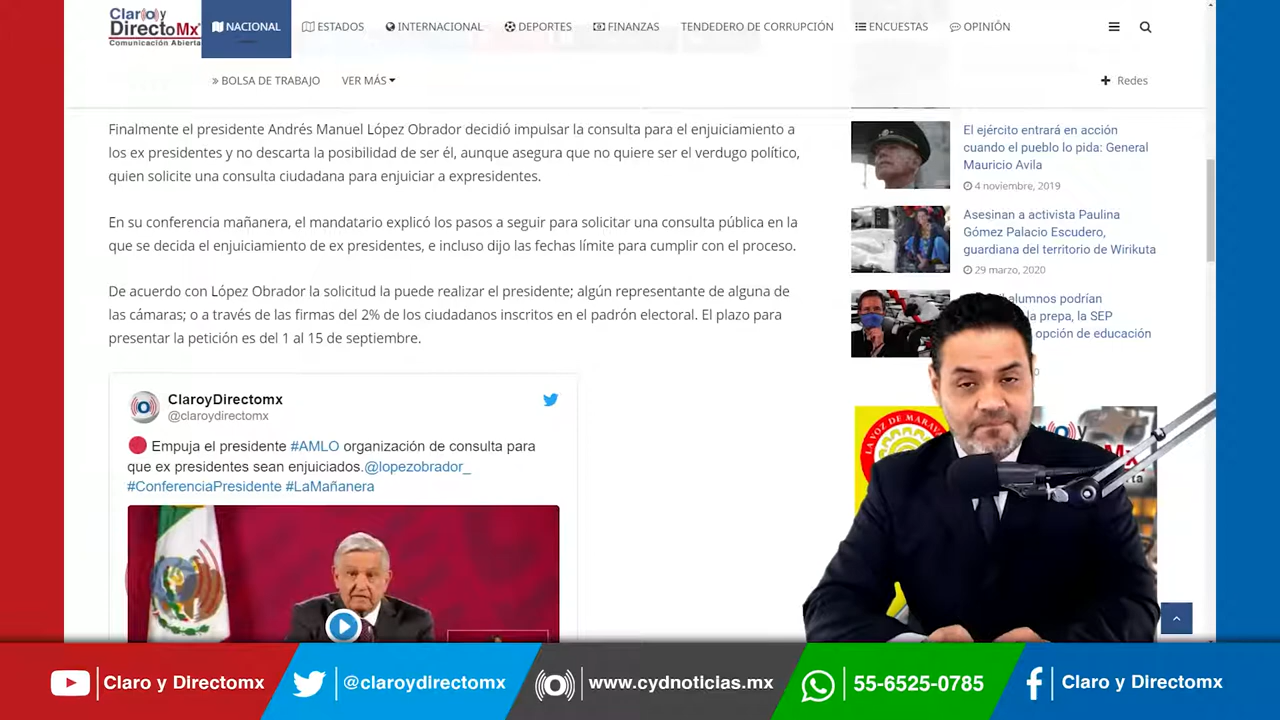 Claroy
DirectoMx
Comunicación Abierta
NACIONAL
ESTADOS
INTERNACIONAL
DEPORTES
FINANZAS
TENDEDERO DE CORRUPCIÓN
ENCUESTAS
OPINIÓN
» BOLSA DE TRABAJO
VER MÁS
Redes
Finalmente el presidente Andrés Manuel López Obrador decidió impulsar la consulta para el enjuiciamiento a
los ex presidentes y no descarta la posibilidad de ser él, aunque asegura que no quiere ser el verdugo político,
quien solicite una consulta ciudadana para enjuiciar a expresidentes.
En su conferencia mañanera, el mandatario explicó los pasos a seguir para solicitar una consulta pública en la
que se decida el enjuiciamiento de ex presidentes, e incluso dijo las fechas límite para cumplir con el proceso.
De acuerdo con López Obrador la solicitud la puede realizar el presidente; algún representante de alguna de
las cámaras; o a través de las firmas del 2% de los ciudadanos inscritos en el padrón electoral. El plazo para
presentar la petición es del 1 al 15 de septiembre.
ClaroyDirectomx
@claroydirectomx
Empuja el presidente #AMLO organización de consulta para
que ex presidentes sean enjuiciados.@lopezobrador_
#ConferenciaPresidente #LaMañanera
El ejército entrará en acción
cuando el pueblo lo pida: General
Mauricio Avila
4 noviembre, 2019
Asesinan a activista Paulina
Gómez Palacio Escudero,
guardiana del territorio de Wirikuta
29 marzo, 2020
alumnos podrían
la prepa, la SEP
opción de educación
LA VOZ DE
Claro y Directomx
@claroydirectomx
www.cydnoticias.mx
55-6525-0785
Claro y Directomx